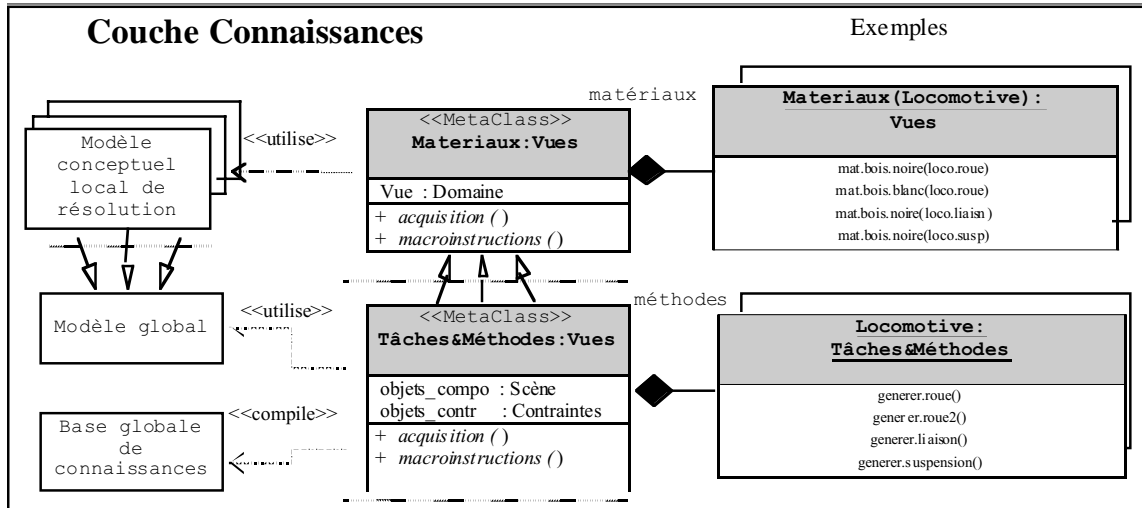 Couche Connaissances
Exemples
Modèle
conceptuel
local de
résolution
<<utilise>>
<<MetaClass>>
Materiaux:Vues
Vue : Domaine
+ acquisition ()
+ macroinstructions ()
matériaux
Materiaux(Locomotive):
Vues
mat.bois.noire(loco.roue)
mat.bois.blanc(loco.roue)
mat.bois.noire(loco.liaisn )
mat.bois.noire(loco.susp)
Modèle global
<<utilise>>
<<MetaClass>>
Tâches&Méthodes:Vues
objets_compo : Scène
objets_contr : Contraintes
+ acquisition ()
+ macroinstructions ()
méthodes
Locomotive:
Tâches&Méthodes
generer.roue()
generer.roue2()
generer.liaison()
generer.suspension()
<<compile>>
Base globale
de
connaissances